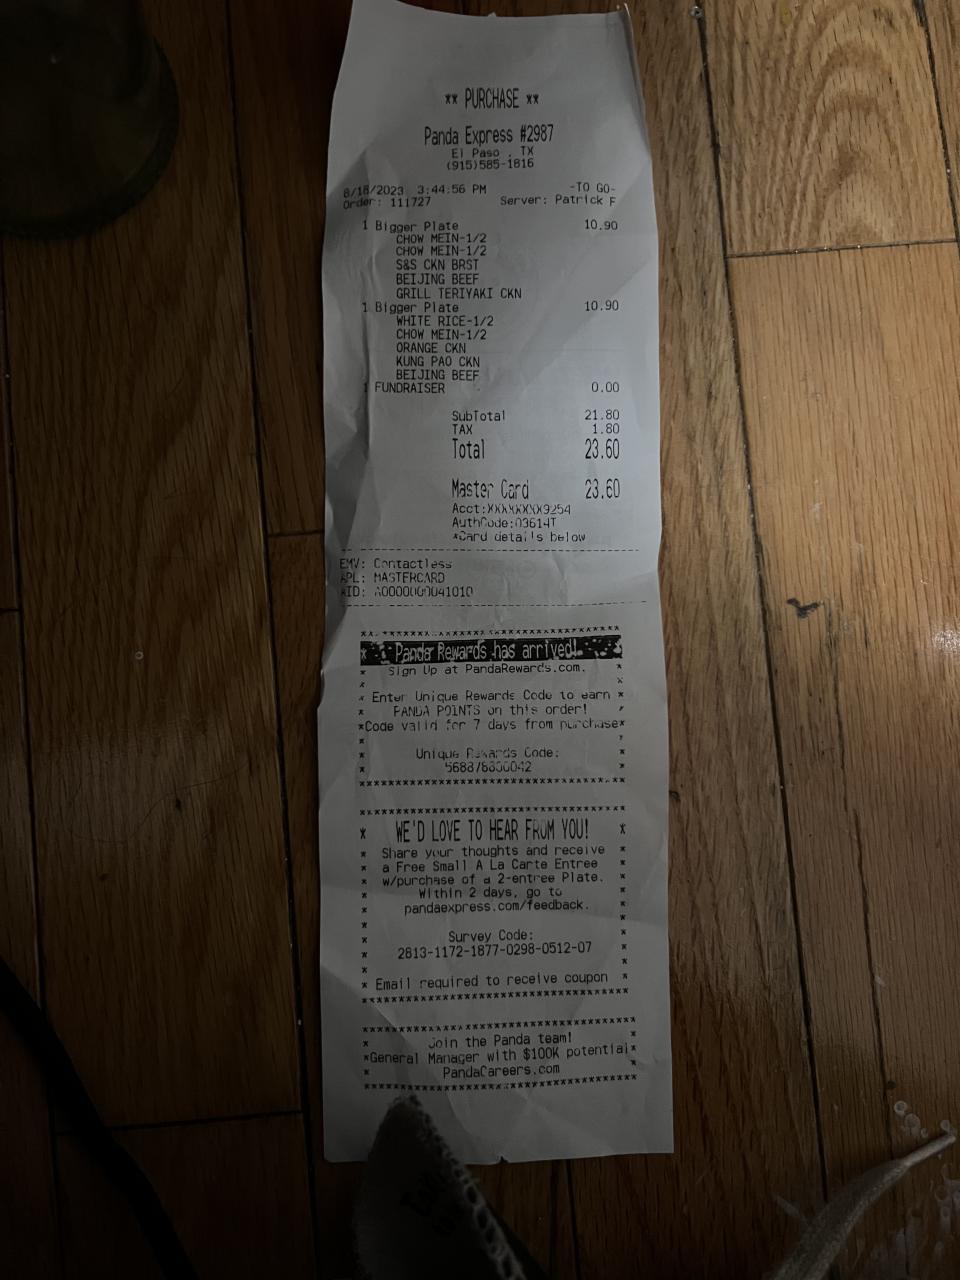 ** PURCHASE **
Panda Express #2987
El Paso , TX
(915)585-1816
8/18/2023 3:44:56 PM -TO GO-
Order: 111727 Server: Patrick F
1 Bigger Plate 10.90
CHOW MEIN-1/2
CHOW MEIN-1/2
S&S CKN BRST
BEIJING BEEF
GRILL TERIYAKI CKN
1 Bigger Plate 10.90
WHITE RICE-1/2
CHOW MEIN-1/2
ORANGE CKN
KUNG PAO CKN
BEIJING BEEF
1 FUNDRAISER 0.00
SubTotal 21.80
TAX 1.80
Total 23.60
Master Card 23.60
Acct:XXXXXXXX9254
AuthCode:03614T
*Card details below
EMV: Contactless
APL: MASTERCARD
AID: A0000000041010
Panda Rewards has arrived!
Sign Up at PandaRewards.com.
Enter Unique Rewards Code to earn
PANDA POINTS on this order!
Code valid for 7 days from purchase
Unique Rewards Code:
WE'D LOVE TO HEAR FROM YOU!
Share your thoughts and receive
a Free Small A La Carte Entree
w/purchase of a 2-entree Plate.
Within 2 days, go to
pandaexpress.com/feedback.
Survey Code:
2813-1172-1877-0298-0512-07
Email required to receive coupon
Join the Panda team!
General Manager with $100K potential
PandaCareers.com